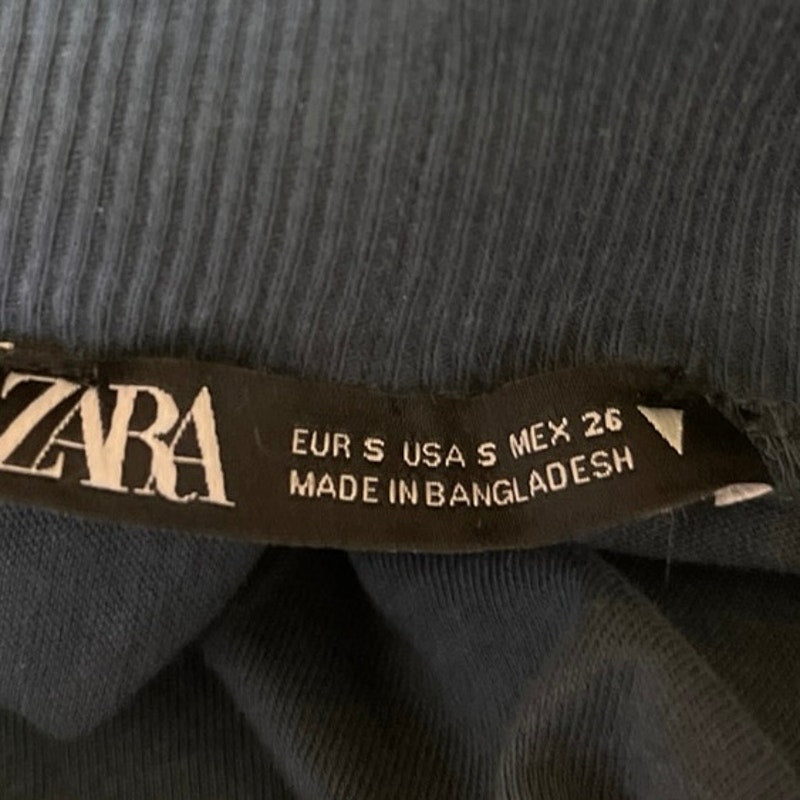 ZARA
EUR S USA S MEX 26
MADE IN BANGLADESH